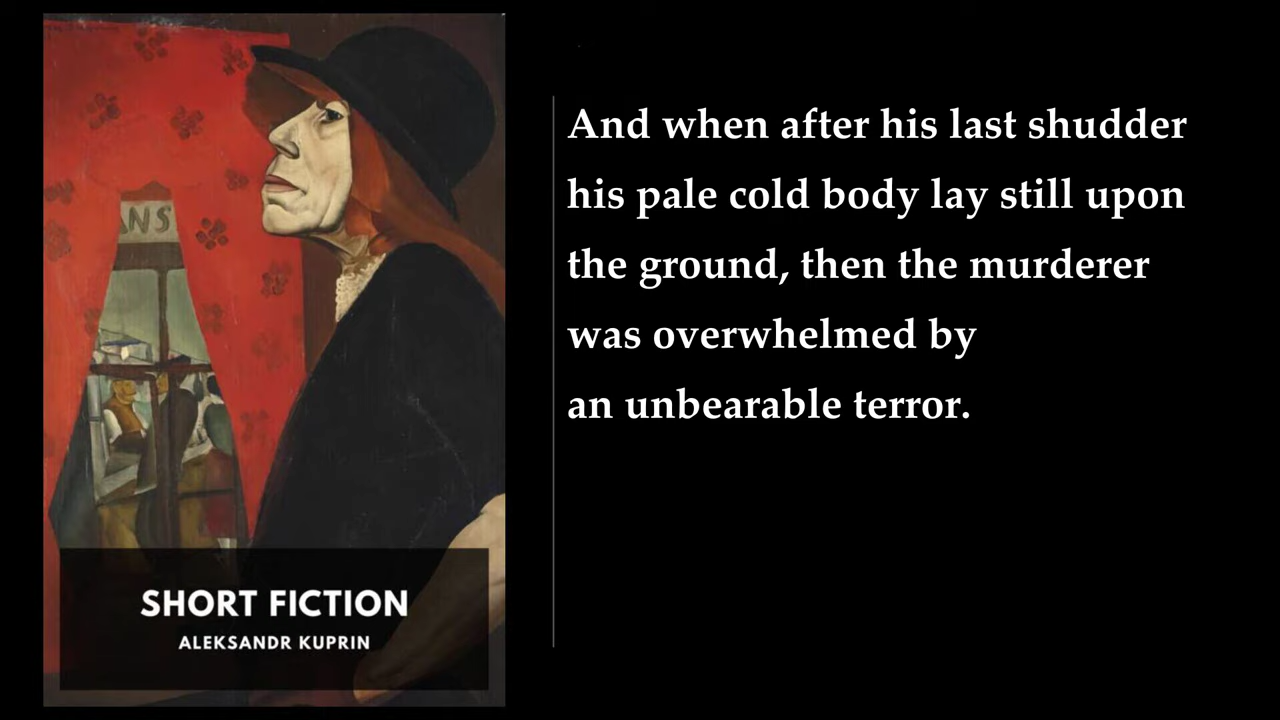 And when after his last shudder
his pale cold body lay still upon
the ground, then the murderer
was overwhelmed by
an unbearable terror.
ANS
SHORT FICTION
ALEKSANDR KUPRIN